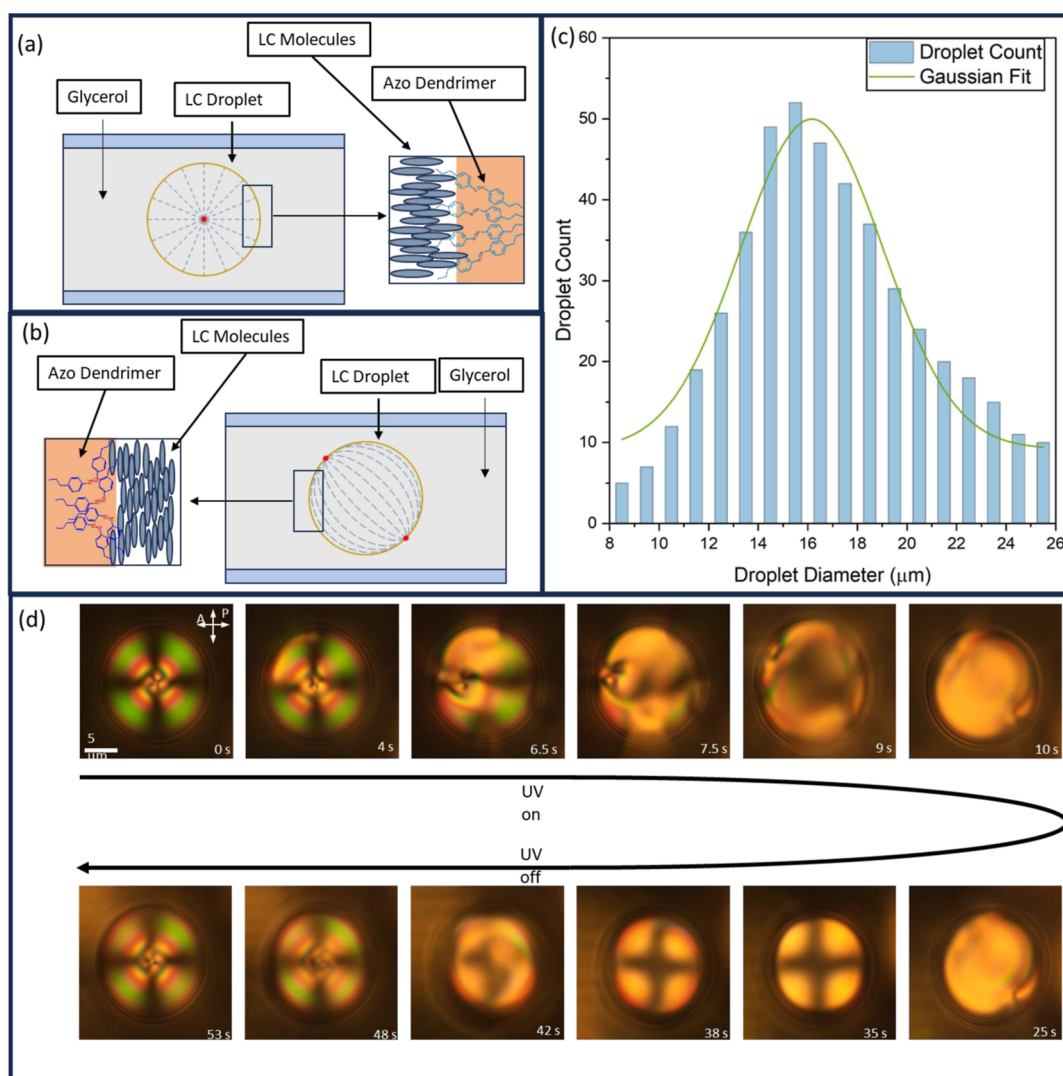 (a)
LC Molecules
Glycerol
LC Droplet
Azo Dendrimer
(b)
LC Molecules
Azo Dendrimer
LC Droplet
Glycerol
(c)
Droplet Count
Gaussian Fit
60
50
40
30
20
10
0
Droplet Count
8 10 12 14 16 18 20 22 24 26
Droplet Diameter (μm)
(d)
A P
5
μm
0 s
4 s
6.5 s
7.5 s
9 s
10 s
UV
on
UV
off
53 s
48 s
42 s
38 s
35 s
25 s